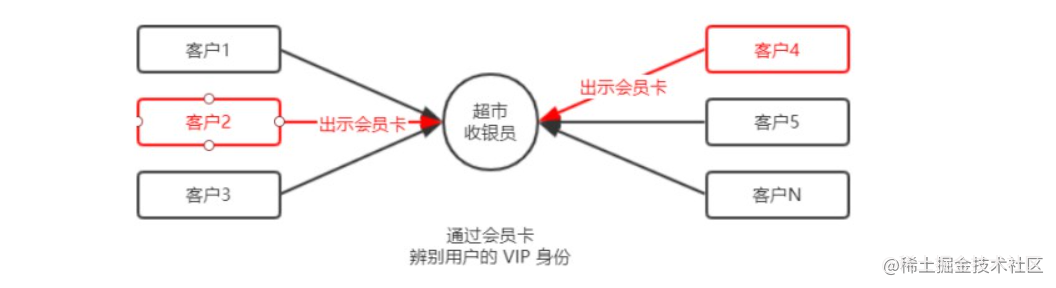 客户1
客户2
客户3
出示会员卡
超市
收银员
出示会员卡
客户4
客户5
客户N
通过会员卡
辨别用户的 VIP 身份
@稀土掘金技术社区